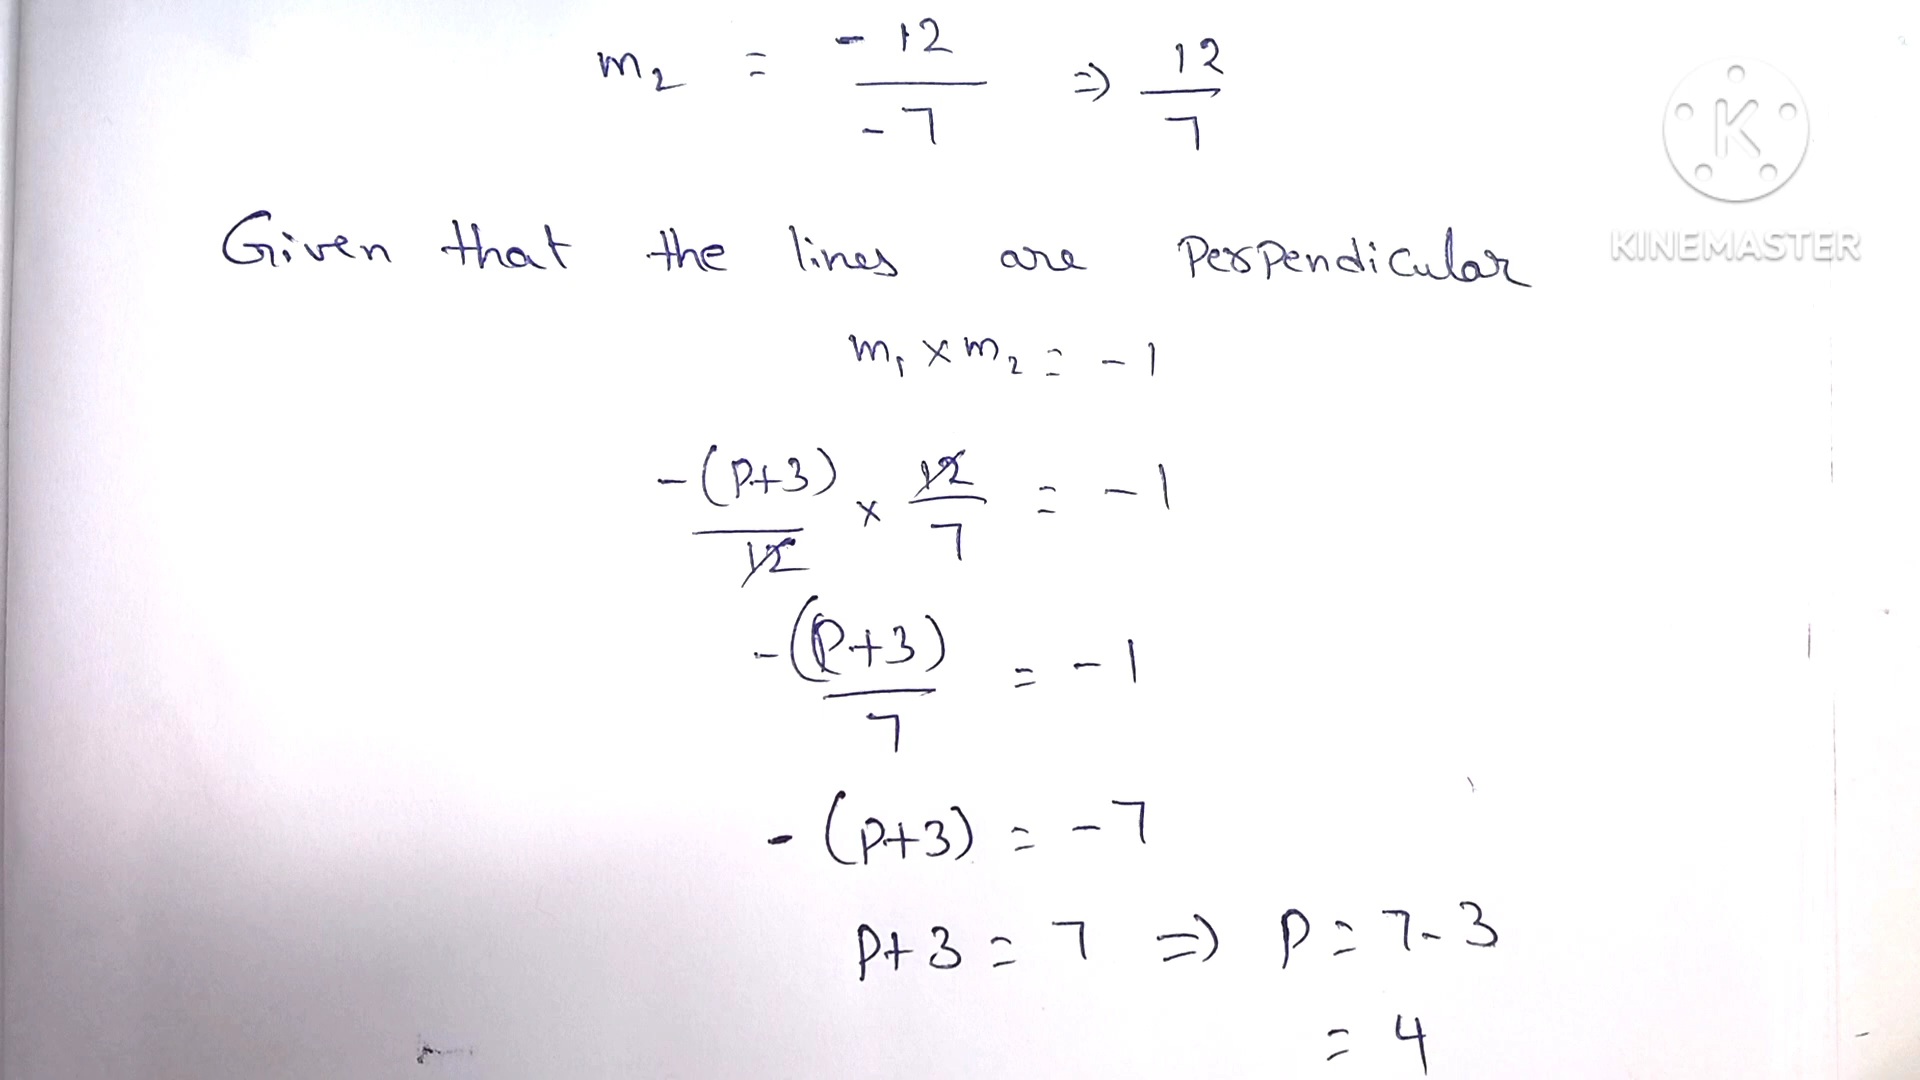 m₂ = -12/-7 ⇒ 12/7
KINEMASTER
Given that the lines are Perpendicular
m₁ × m₂ = -1
-(P+3)/12 × 12/7 = -1
-(P+3)/7 = -1
-(P+3) = -7
P+3 = 7 ⇒ P = 7-3
= 4